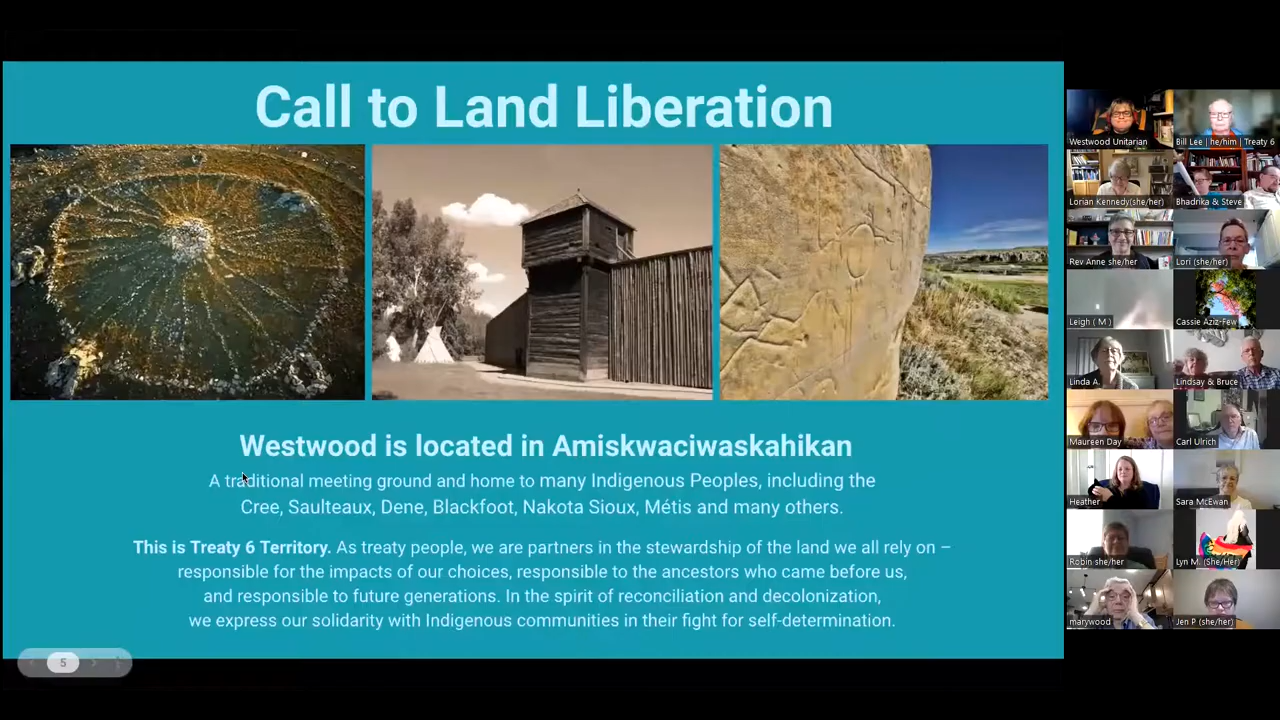 Call to Land Liberation
Westwood is located in Amiskwaciwaskahikan
A traditional meeting ground and home to many Indigenous Peoples, including the
Cree, Saulteaux, Dene, Blackfoot, Nakota Sioux, Métis and many others.
This is Treaty 6 Territory. As treaty people, we are partners in the stewardship of the land we all rely on –
responsible for the impacts of our choices, responsible to the ancestors who came before us,
and responsible to future generations. In the spirit of reconciliation and decolonization,
we express our solidarity with Indigenous communities in their fight for self-determination.
5
Westwood Unitarian
Bill Lee | he/him | Treaty 6
Lorian Kennedy(she/her)
Bhadrika & Steve
Rev Anne she/her
Lori (she/her)
Leigh ( M )
Cassie Aziz-Few
Linda A.
Lindsay & Bruce
Maureen Day
Carl Ulrich
Heather
Sara McEwan
Robin she/her
Lyn M. (She/Her)
marywood
Jen P (she/her)